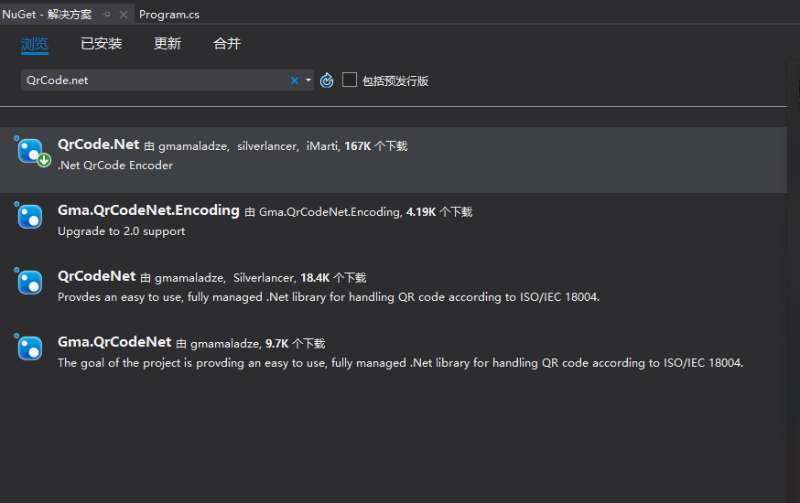 NuGet - 解决方案 Program.cs
浏览 已安装 更新 合并
QrCode.net 包括预发行版
QrCode.Net 由 gmamaladze, silverlancer, iMarti, 167K 个下载
.Net QrCode Encoder
Gma.QrCodeNet.Encoding 由 Gma.QrCodeNet.Encoding, 4.19K 个下载
Upgrade to 2.0 support
QrCodeNet 由 gmamaladze, Silverlancer, 18.4K 个下载
Provdes an easy to use, fully managed .Net library for handling QR code according to ISO/IEC 18004.
Gma.QrCodeNet 由 gmamaladze, 9.7K 个下载
The goal of the project is provding an easy to use, fully managed .Net library for handling QR code according to ISO/IEC 18004.